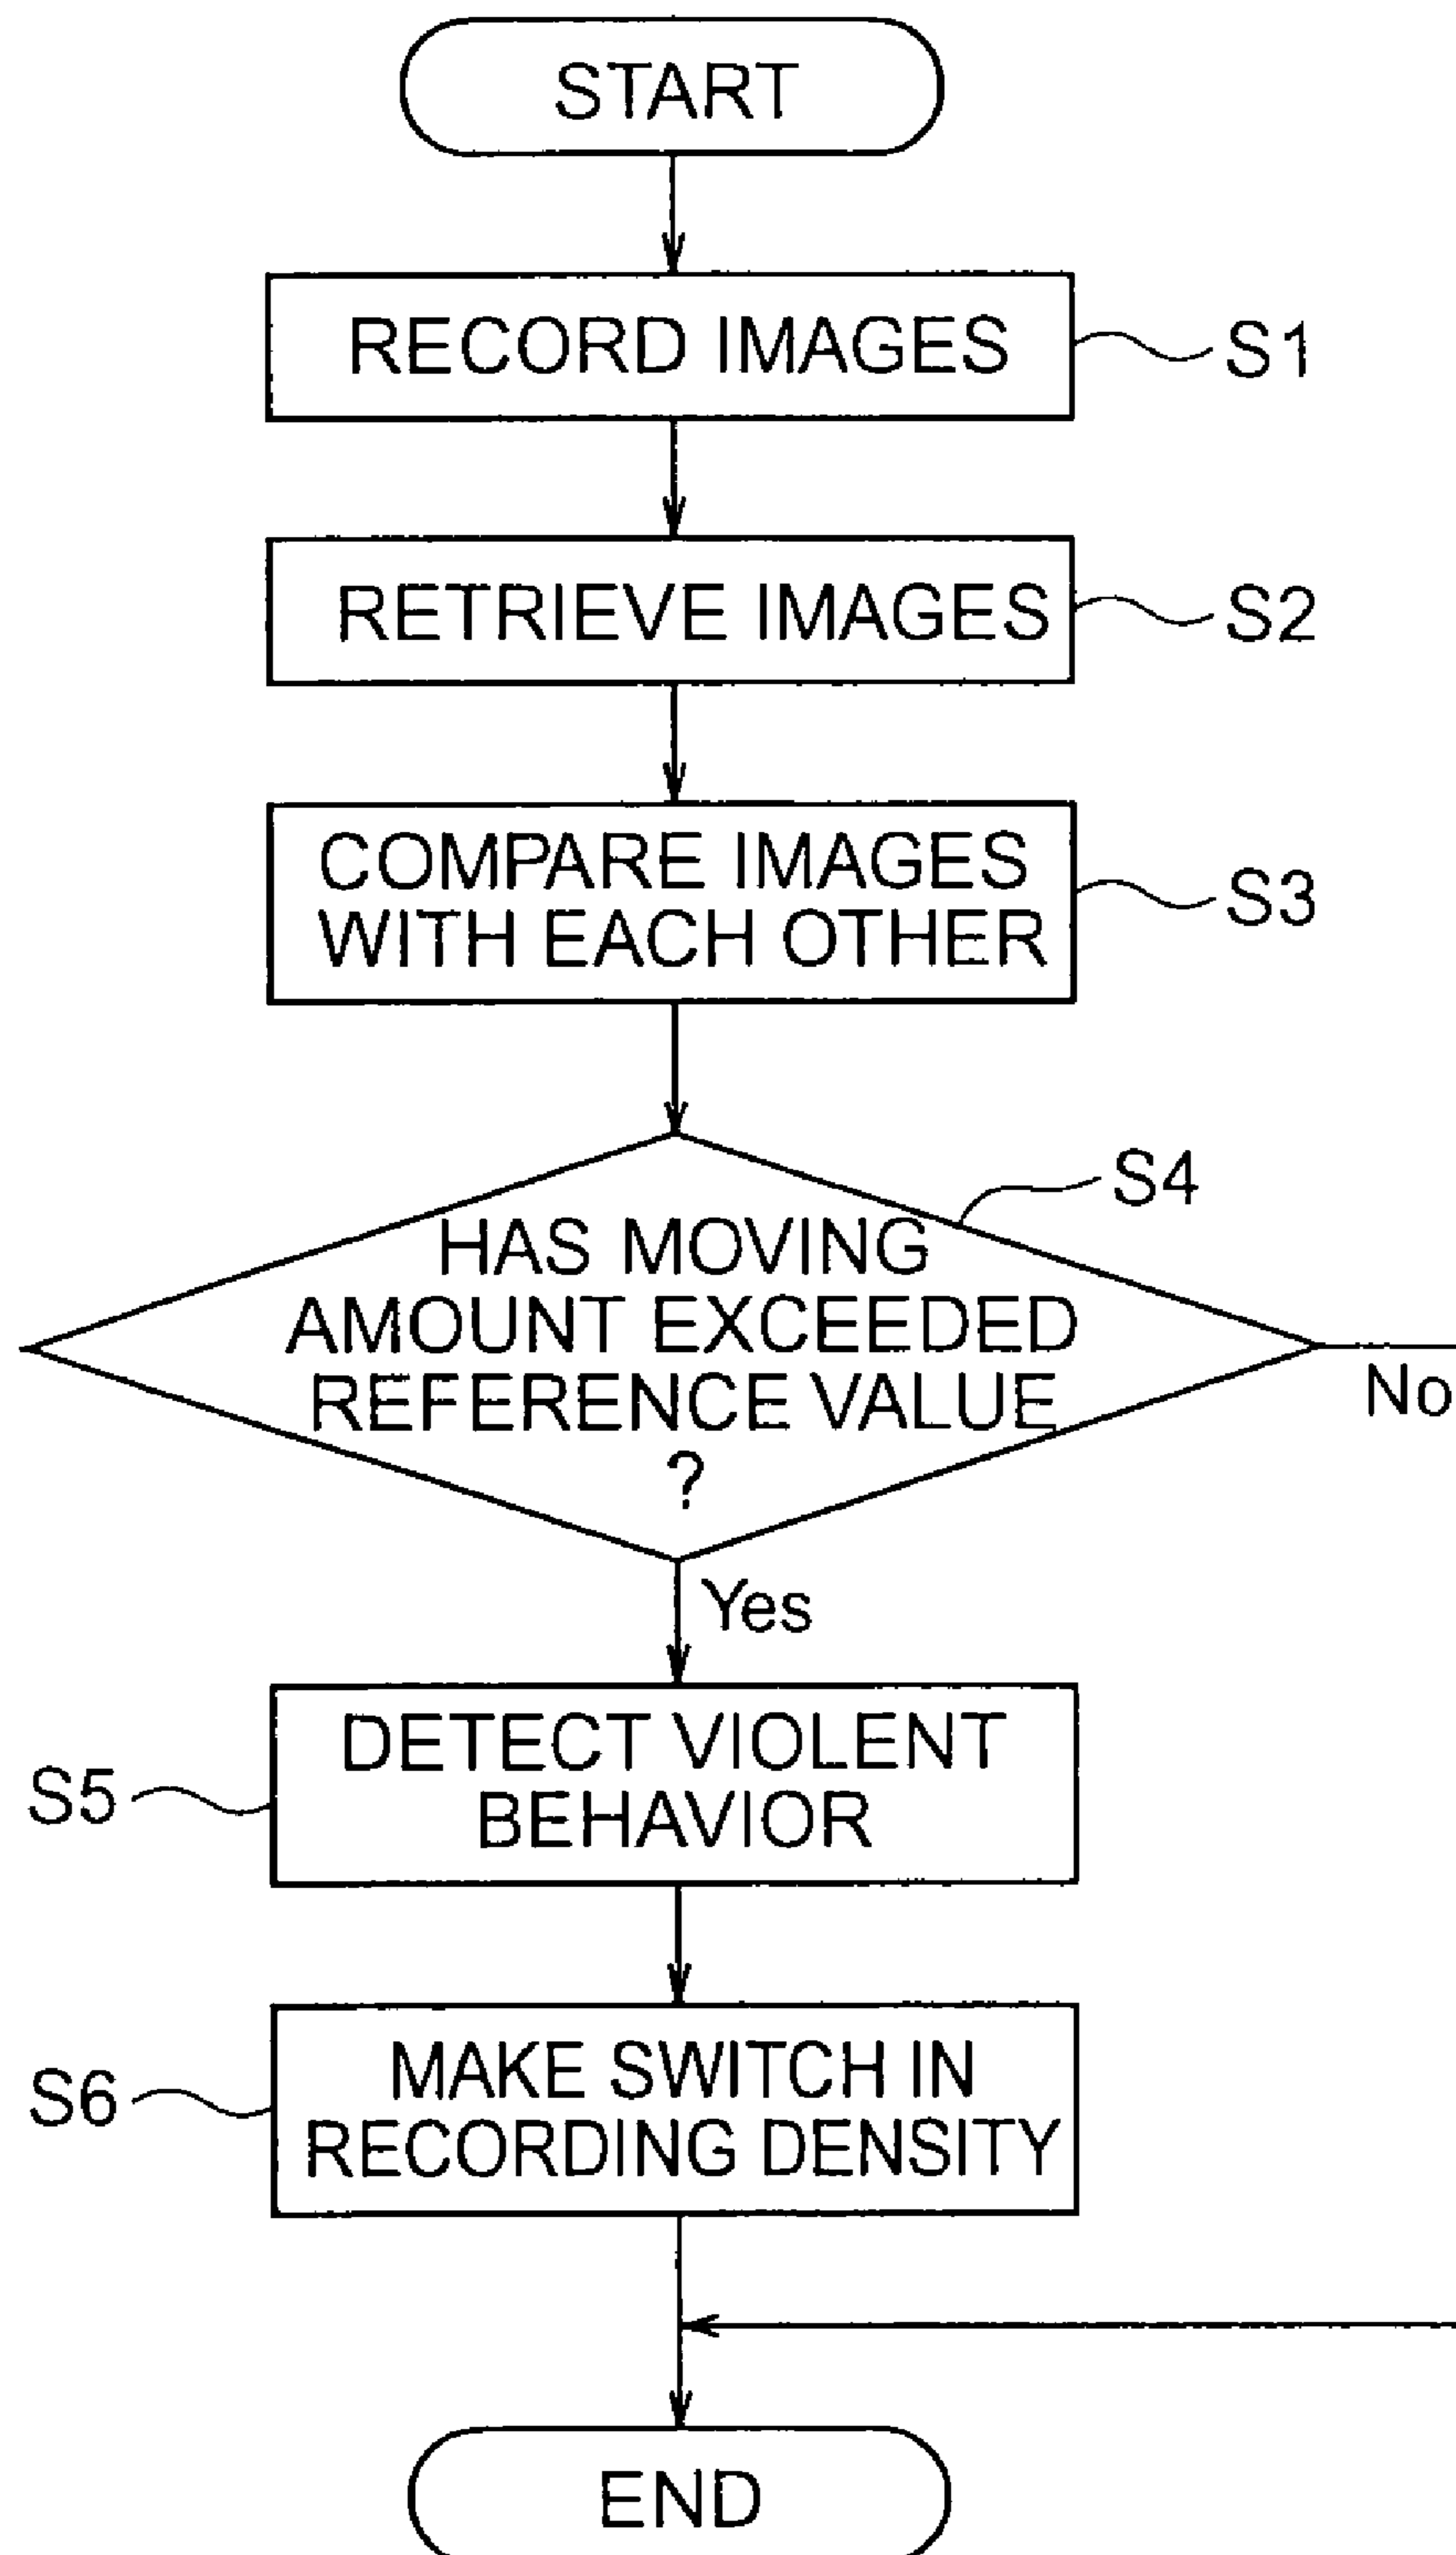 START
RECORD IMAGES
S1
RETRIEVE IMAGES
S2
COMPARE IMAGES
WITH EACH OTHER
S3
S4
HAS MOVING
AMOUNT EXCEEDED
REFERENCE VALUE
?
No
Yes
DETECT VIOLENT
BEHAVIOR
S5
MAKE SWITCH IN
RECORDING DENSITY
S6
END